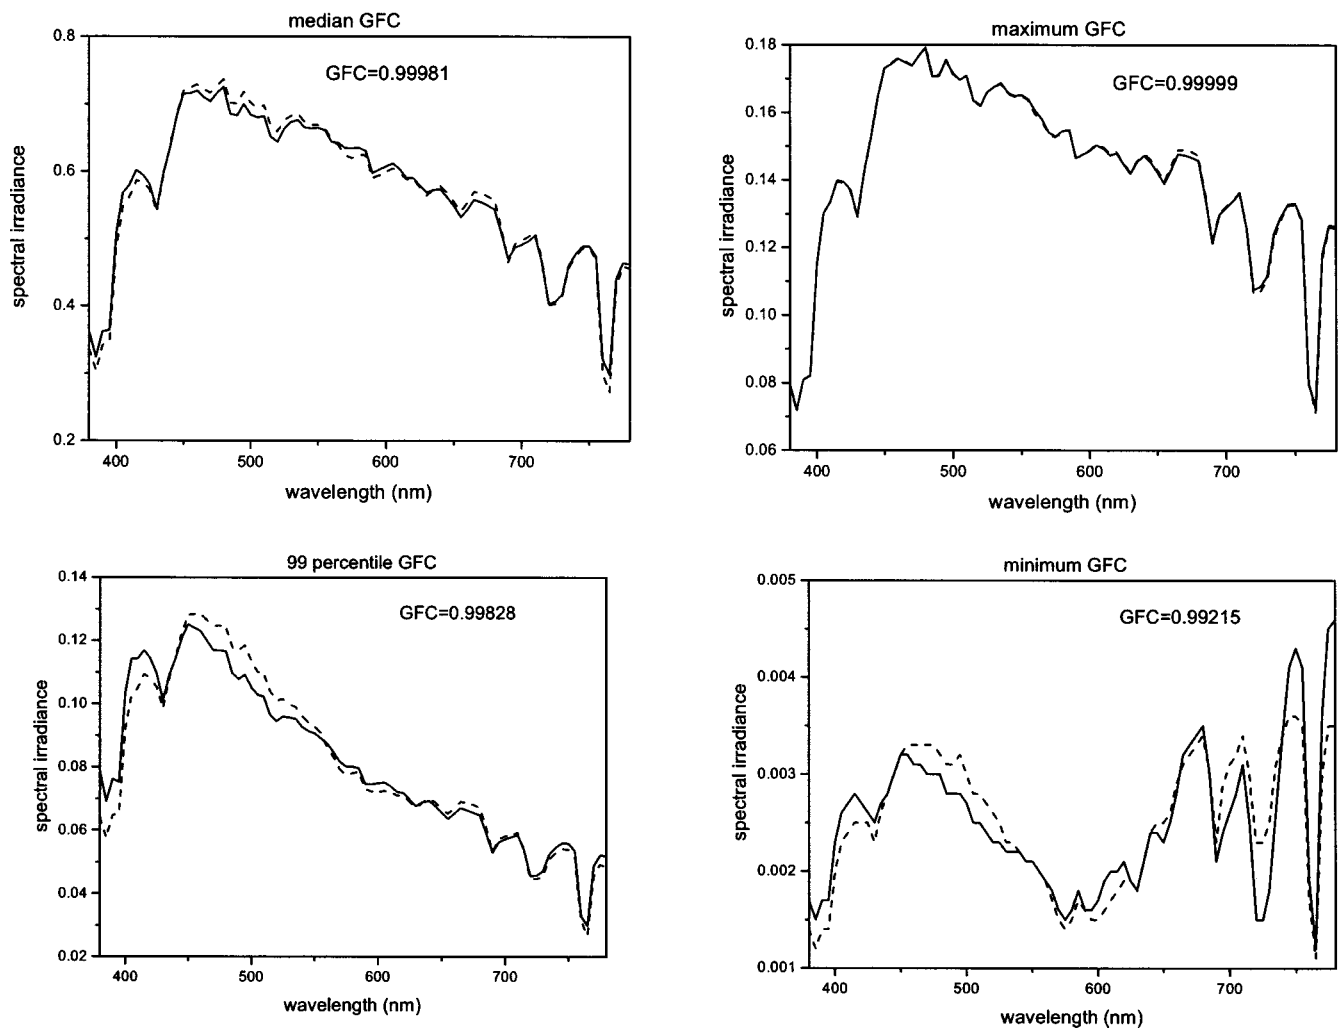 median GFC
GFC=0.99981
0.8
0.6
0.4
0.2
spectral irradiance
400
500
600
700
wavelength (nm)
maximum GFC
GFC=0.99999
0.18
0.16
0.14
0.12
0.10
0.08
0.06
spectral irradiance
400
500
600
700
wavelength (nm)
99 percentile GFC
GFC=0.99828
0.14
0.12
0.10
0.08
0.06
0.04
0.02
spectral irradiance
400
500
600
700
wavelength (nm)
minimum GFC
GFC=0.99215
0.005
0.004
0.003
0.002
0.001
spectral irradiance
400
500
600
700
wavelength (nm)